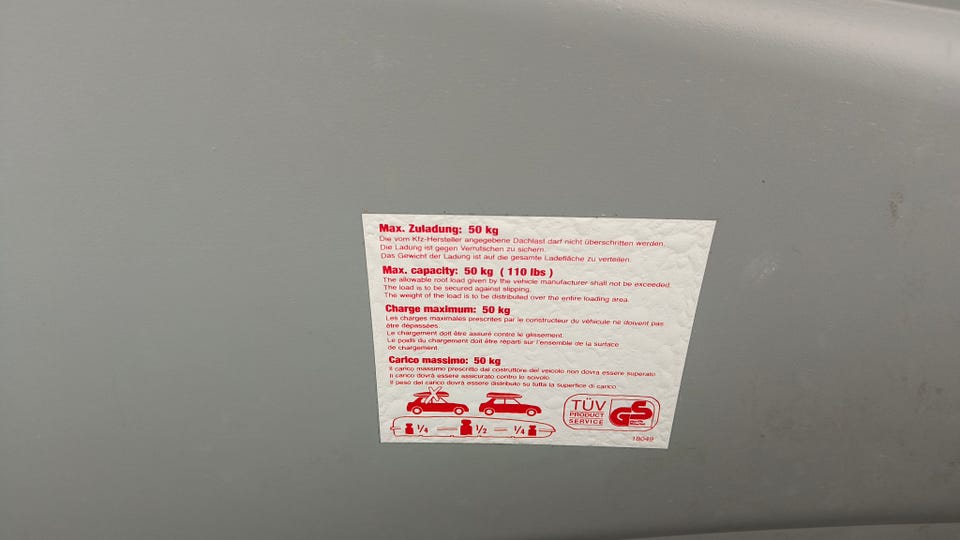 Max. Zuladung: 50 kg
Die vom Kfz-Hersteller angegebene Dachlast darf nicht überschritten werden.
Die Ladung ist gegen Verrutschen zu sichern.
Das Gewicht der Ladung ist auf die gesamte Ladefläche zu verteilen.
Max. capacity: 50 kg ( 110 lbs )
The allowable roof load given by the vehicle manufacturer shall not be exceeded.
The load is to be secured against slipping.
The weight of the load is to be distributed over the entire loading area.
Charge maximum: 50 kg
Les charges maximales prescrites par le constructeur du véhicule ne doivent pas
être dépassées.
Le chargement doit être assuré contre le glissement.
Le poids du chargement doit être réparti sur l'ensemble de la surface
de chargement.
Carico massimo: 50 kg
Il carico massimo prescritto dal costruttore del veicolo non dovra essere superato.
Il carico dovrà essere assicurato contro lo scivolo.
Il peso del carico dovrà essere distribuito su tutta la superfice di carico.
1/4 1/2 1/4
TÜV
PRODUCT
SERVICE
GS
18049